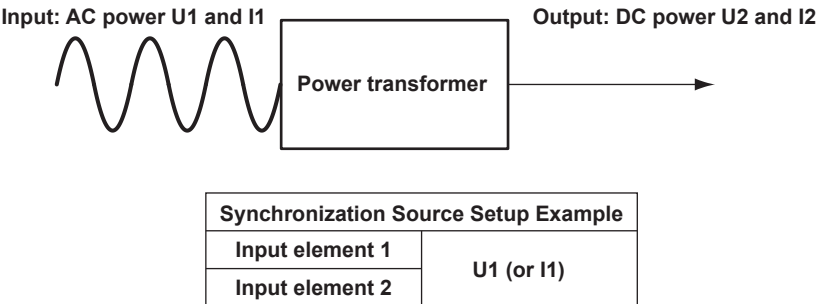 Input: AC power U1 and I1
Output: DC power U2 and I2
Power transformer
Synchronization Source Setup Example
Input element 1
U1 (or I1)
Input element 2